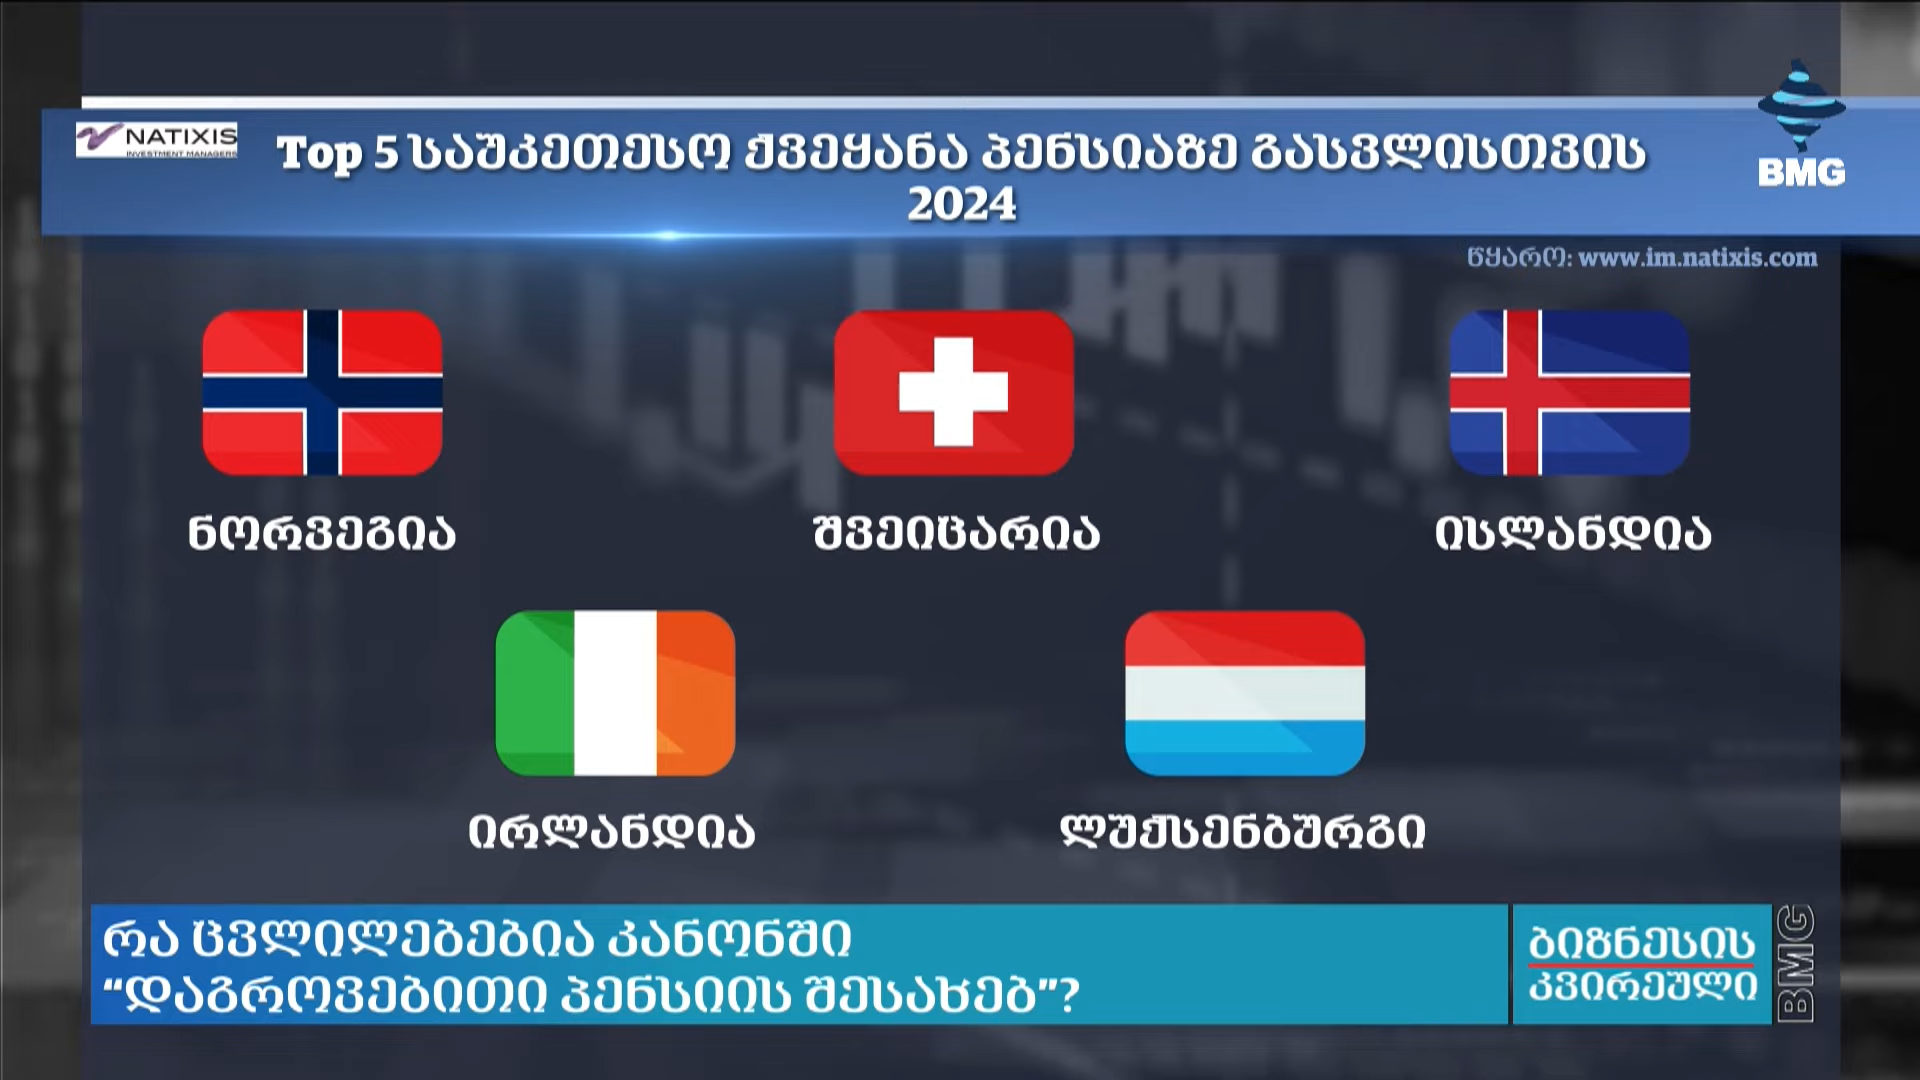 NATIXIS
INVESTMENT MANAGERS
Top 5 საუკეთესო ქვეყანა პენსიაზე გასვლისთვის
2024
BMG
წყარო: www.im.natixis.com
ნორვეგია
შვეიცარია
ისლანდია
ირლანდია
ლუქსენბურგი
რა ცვლილებებია კანონში
“დაგროვებითი პენსიის შესახებ”?
ბიზნესის
კვირეული
BMG